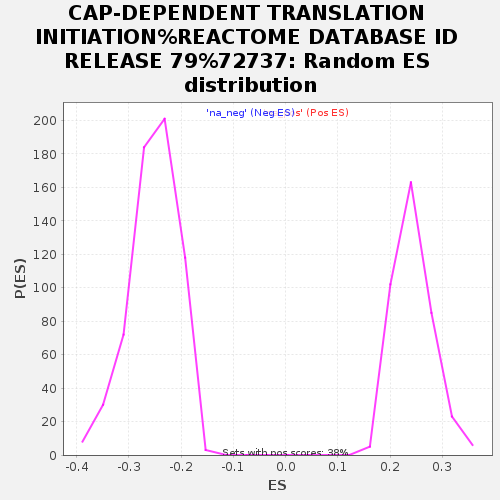 CAP-DEPENDENT TRANSLATION
INITIATION%REACTOME DATABASE ID
RELEASE 79%72737: Random ES
distribution
'na_neg' (Neg ES)s' (Pos ES)
P(ES)
200
180
160
140
120
100
80
60
40
20
0
Sets with pos scores: 38%
-0.4 -0.3 -0.2 -0.1 0.0 0.1 0.2 0.3
ES